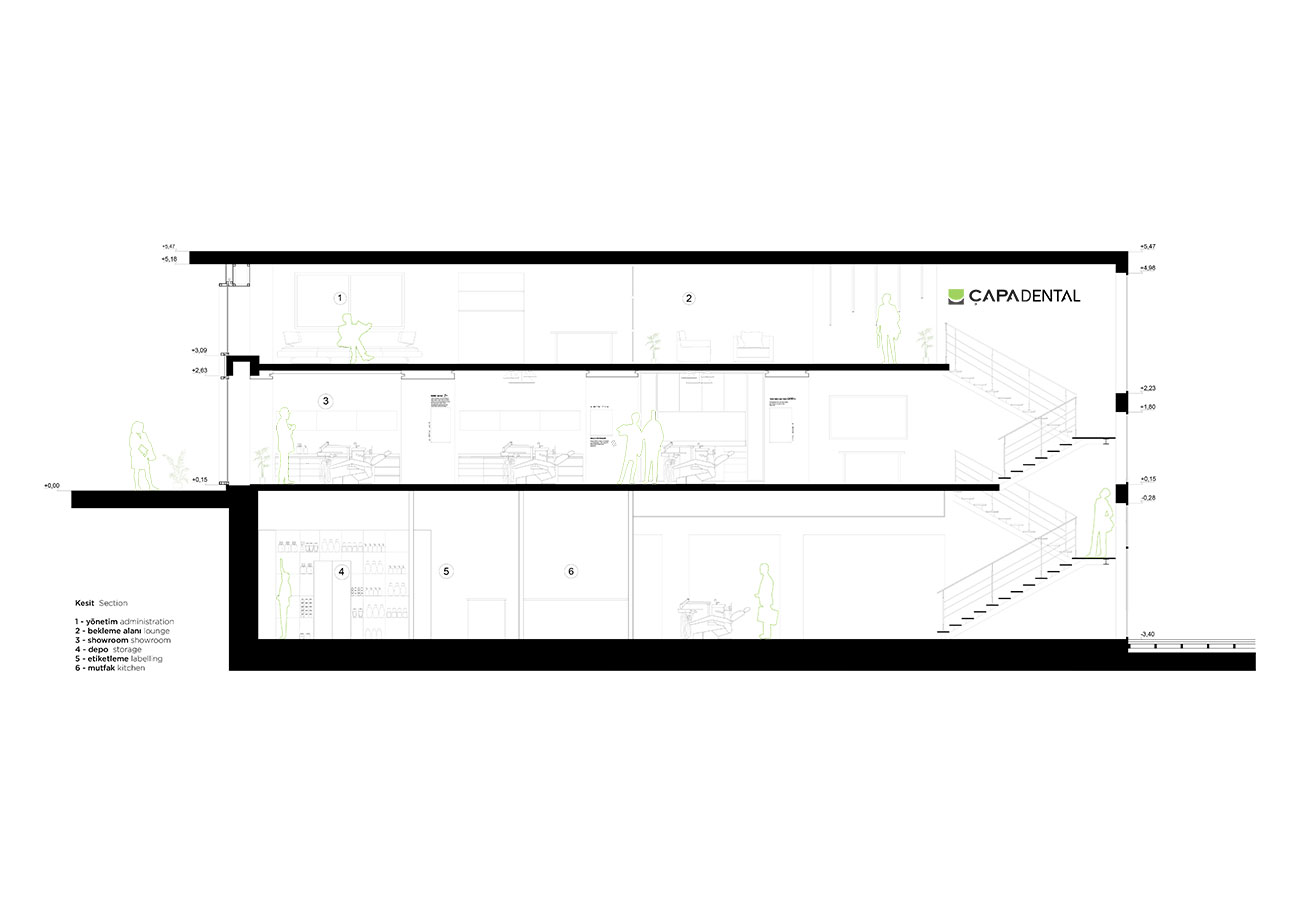 +5,47
+5,18
+5,47
+4,96
1
2
ÇAPADENTAL
+3,09
+2,63
3
+2,23
+1,80
+0,00
+0,15
+0,15
-0,28
4
5
6
-3,40
Kesit Section
1 - yönetim administration
2 - bekleme alanı lounge
3 - showroom showroom
4 - depo storage
5 - etiketleme labelling
6 - mutfak kitchen